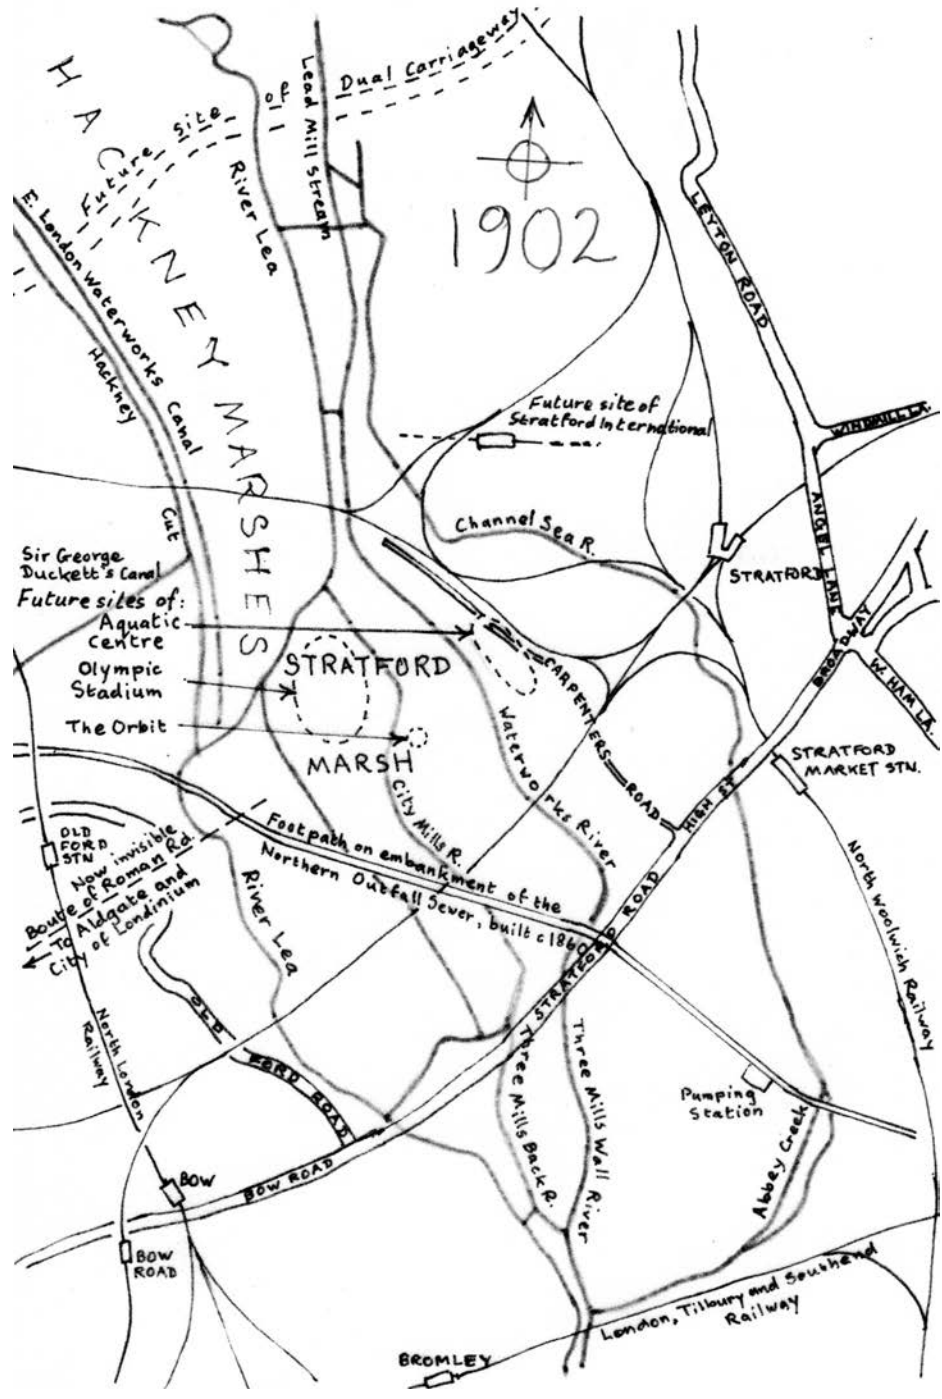 HACKNEY MARSHES
Future site of Dual Carriageway
Lead Mill Stream
River Lea
1902
LEYTON ROAD
E. London Waterworks Canal
Hackney Cut
WINDMILL LA.
Future site of
Stratford International
ANGEL LANE
Channel Sea R.
STRATFORD
Sir George
Duckett's Canal
Future sites of:
Aquatic
Centre
Olympic
Stadium
The Orbit
STRATFORD
MARSH
CARPENTERS ROAD
BROADWAY
W. HAM LA.
STRATFORD
MARKET STN.
HIGH ST
Waterworks River
City Mills R.
OLD
FORD
STN
Now invisible
Route of Roman Rd.
To Aldgate and
City of Londinium
Footpath on embankment of the
Northern Outfall Sewer, built c1860
River Lea
STRATFORD ROAD
North Woolwich Railway
OLD FORD ROAD
North London
Railway
Three Mills Back R.
Three Mills Wall River
Pumping
Station
Abbey Creek
BOW ROAD
BOW
BOW
ROAD
London, Tilbury and Southend
Railway
BROMLEY